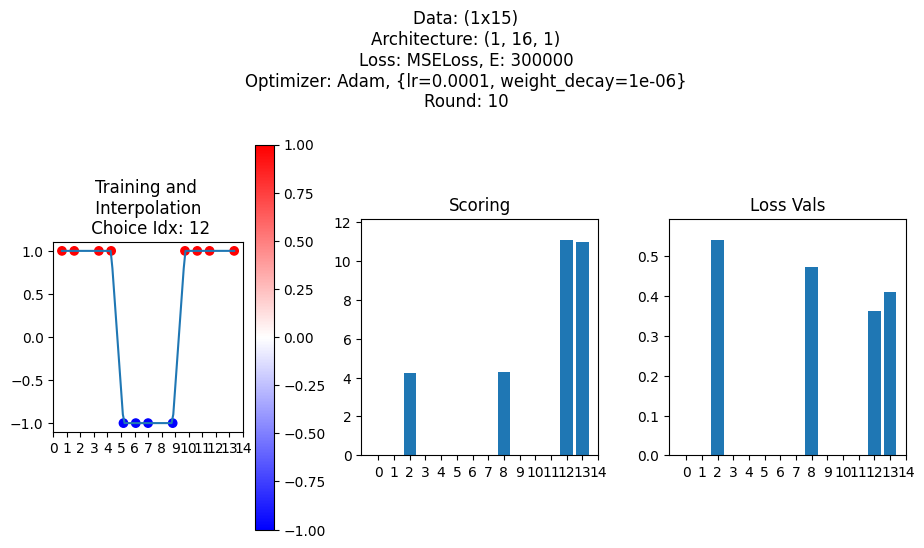 Data: (1x15)
Architecture: (1, 16, 1)
Loss: MSELoss, E: 300000
Optimizer: Adam, {lr=0.0001, weight_decay=1e-06}
Round: 10
Training and
Interpolation
Choice Idx: 12
1.0
0.5
0.0
−0.5
−1.0
0 1 2 3 4 5 6 7 8 9 10 11 12 13 14
1.00
0.75
0.50
0.25
0.00
−0.25
−0.50
−0.75
−1.00
Scoring
12
10
8
6
4
2
0
0 1 2 3 4 5 6 7 8 9 10 11 12 13 14
Loss Vals
0.5
0.4
0.3
0.2
0.1
0.0
0 1 2 3 4 5 6 7 8 9 10 11 12 13 14